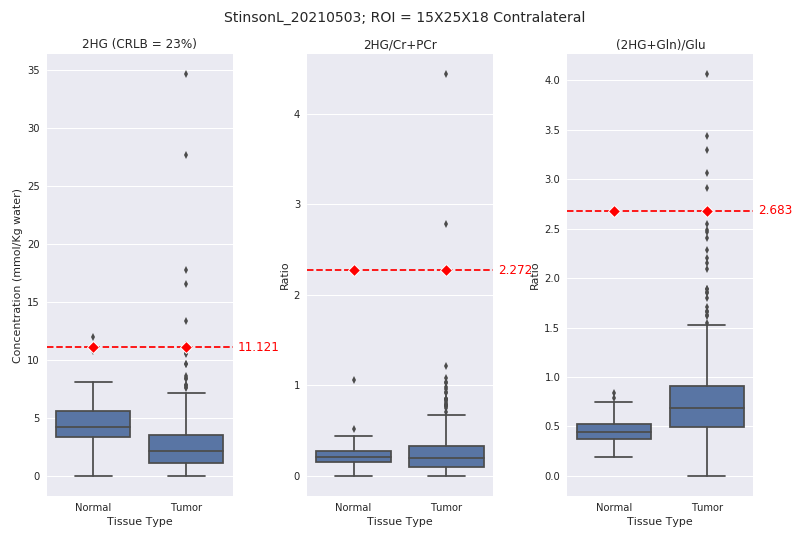 StinsonL_20210503; ROI = 15X25X18 Contralateral
2HG (CRLB = 23%)
35
30
25
20
15
10
5
0
Concentration (mmol/Kg water)
11.121
Normal
Tumor
Tissue Type
2HG/Cr+PCr
4
3
2
1
0
Ratio
2.272
Normal
Tumor
Tissue Type
(2HG+Gln)/Glu
4.0
3.5
3.0
2.5
2.0
1.5
1.0
0.5
0.0
Ratio
2.683
Normal
Tumor
Tissue Type